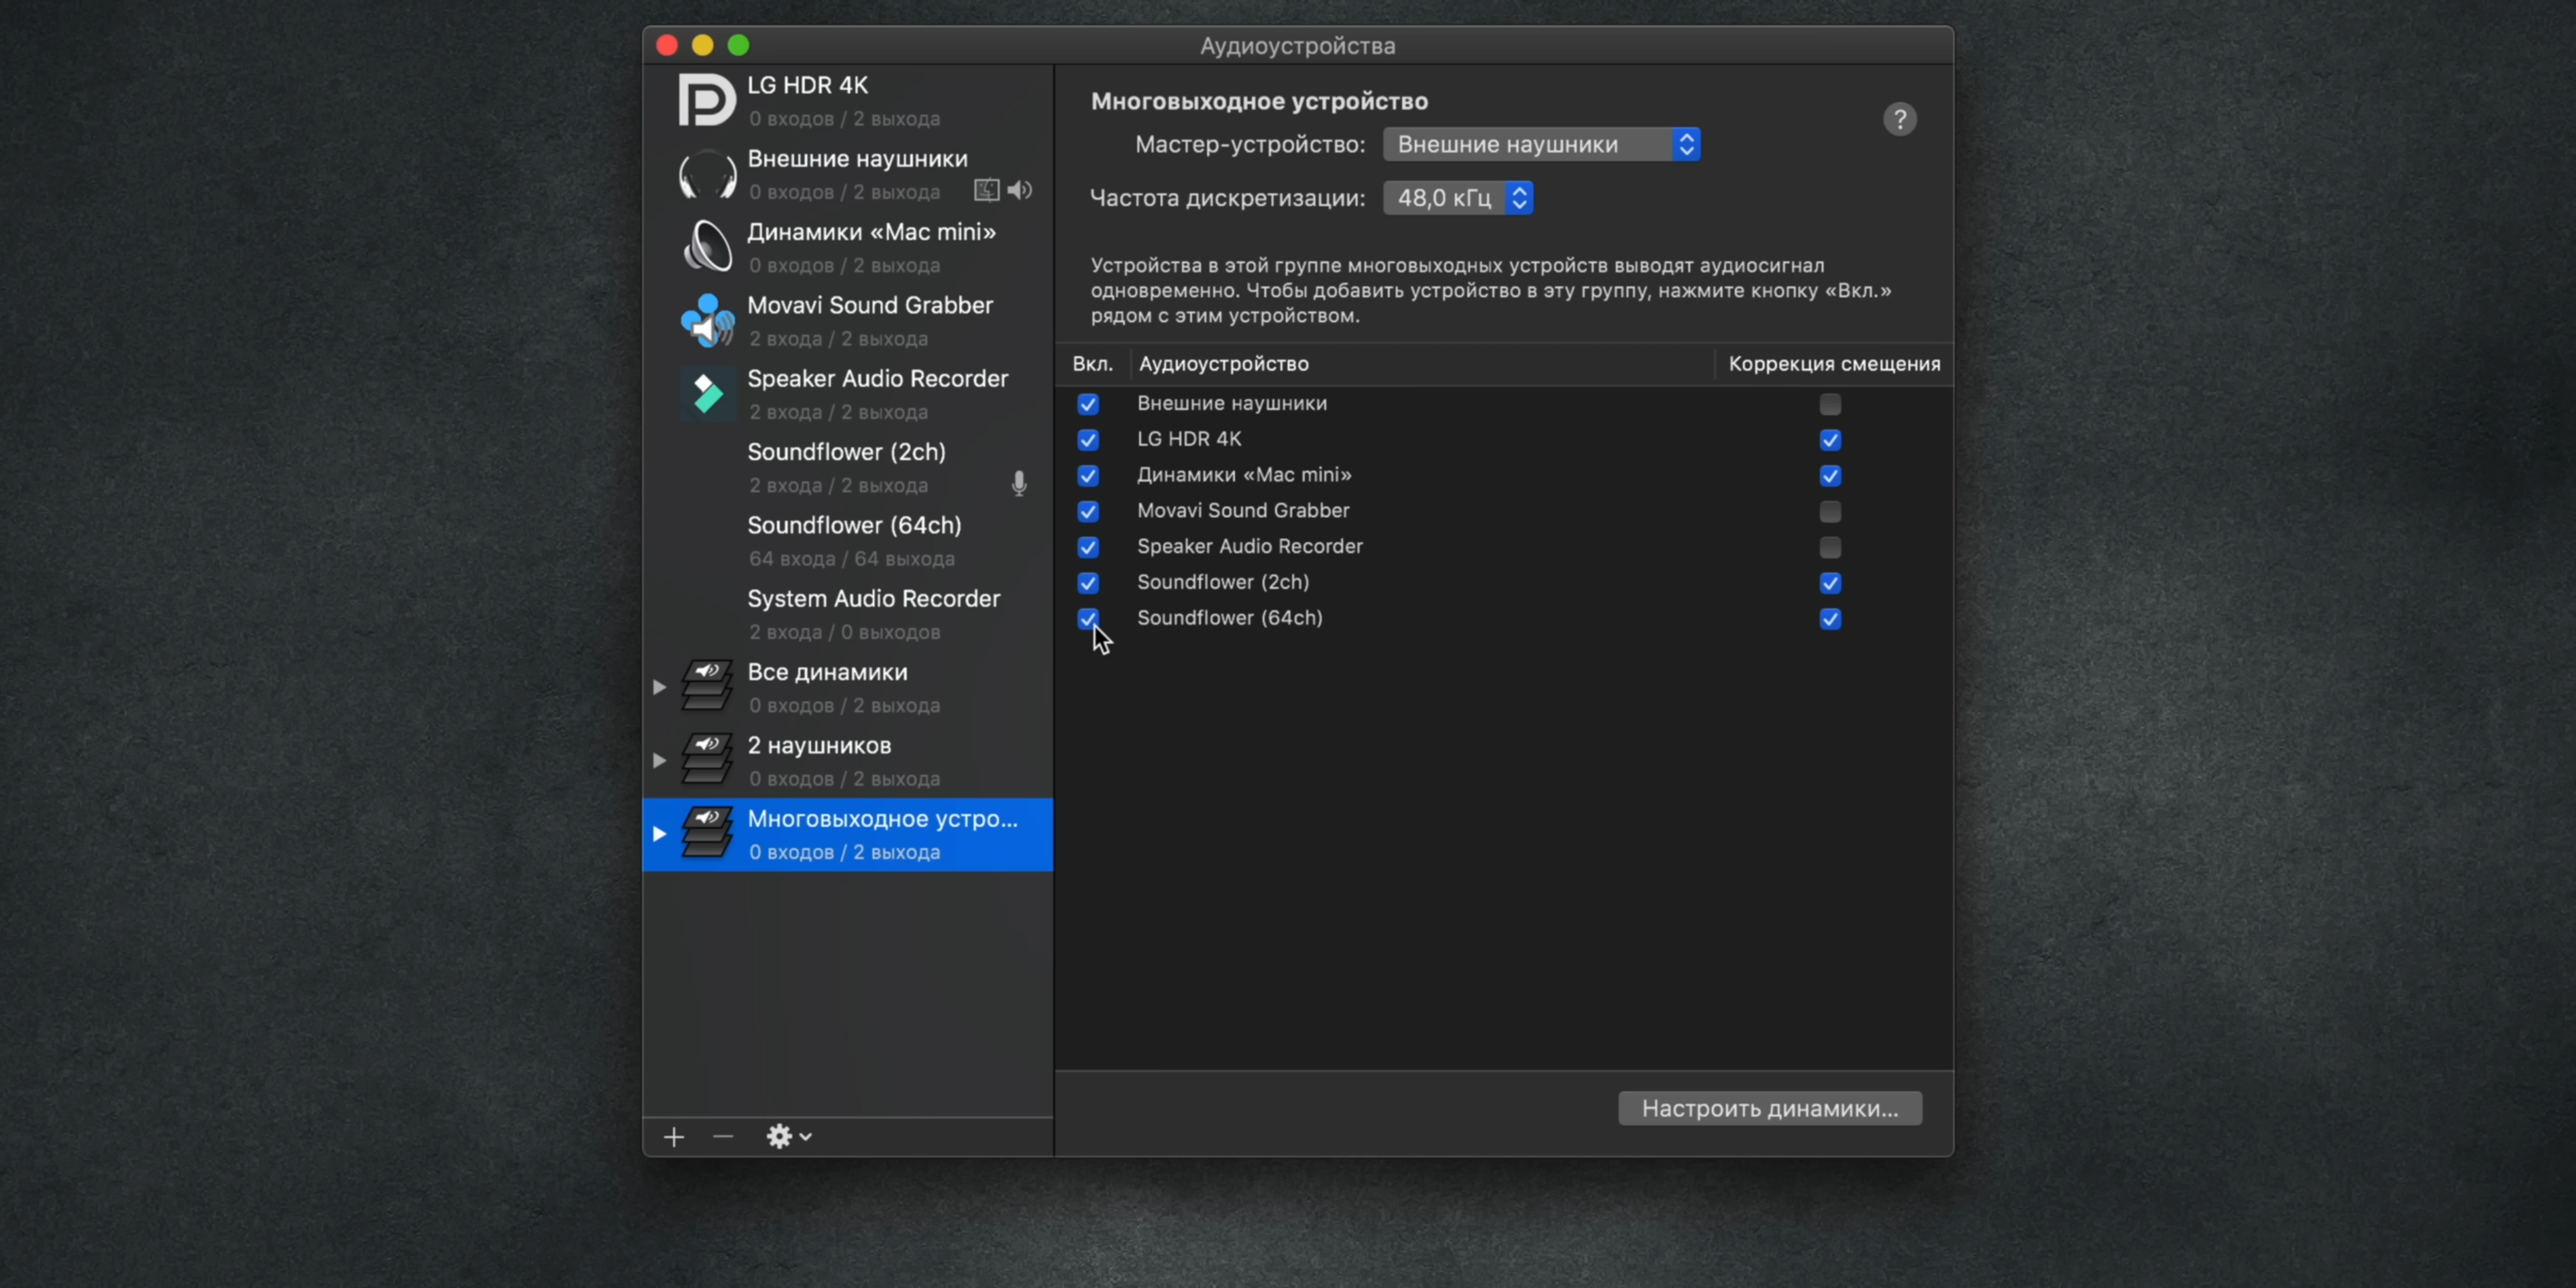 Аудиоустройства
LG HDR 4K
0 входов / 2 выхода
Внешние наушники
0 входов / 2 выхода
Динамики «Mac mini»
0 входов / 2 выхода
Movavi Sound Grabber
2 входа / 2 выхода
Speaker Audio Recorder
2 входа / 2 выхода
Soundflower (2ch)
2 входа / 2 выхода
Soundflower (64ch)
64 входа / 64 выхода
System Audio Recorder
2 входа / 0 выходов
Все динамики
0 входов / 2 выхода
2 наушников
0 входов / 2 выхода
Многовыходное устро...
0 входов / 2 выхода
Многовыходное устройство
?
Мастер-устройство: Внешние наушники
Частота дискретизации: 48,0 кГц
Устройства в этой группе многовыходных устройств выводят аудиосигнал
одновременно. Чтобы добавить устройство в эту группу, нажмите кнопку «Вкл.»
рядом с этим устройством.
Вкл. Аудиоустройство Коррекция смещения
Внешние наушники
LG HDR 4K
Динамики «Mac mini»
Movavi Sound Grabber
Speaker Audio Recorder
Soundflower (2ch)
Soundflower (64ch)
Настроить динамики...